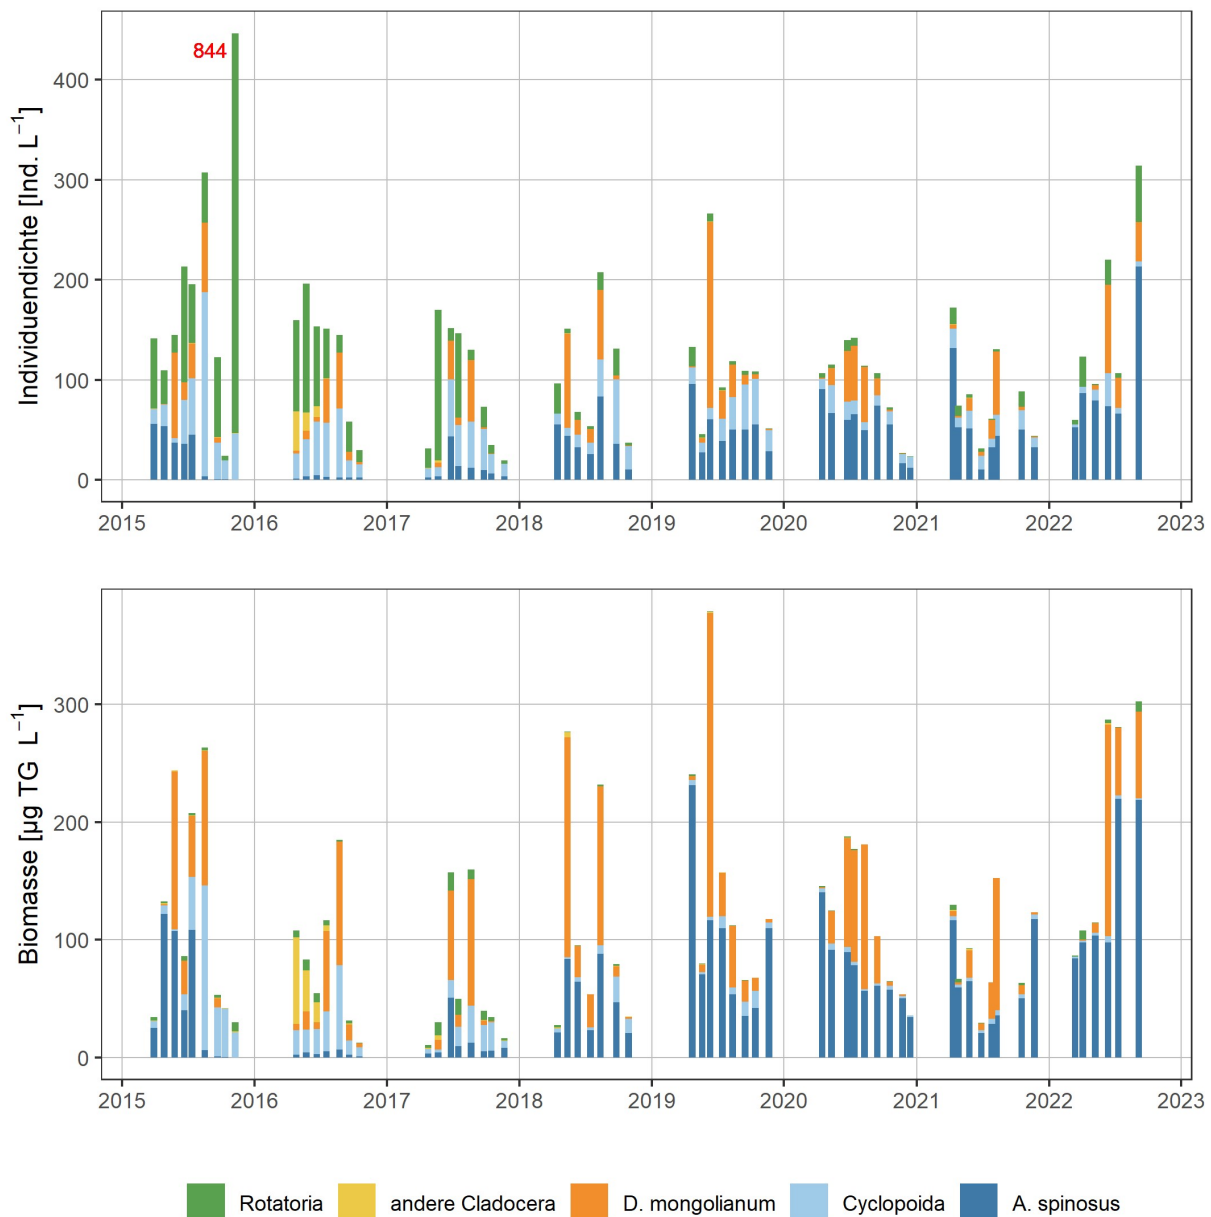 844
400
300
200
100
0
Individuendichte [Ind. L⁻¹]
2015 2016 2017 2018 2019 2020 2021 2022 2023
300
200
100
0
Biomasse [µg TG L⁻¹]
2015 2016 2017 2018 2019 2020 2021 2022 2023
Rotatoria andere Cladocera D. mongolianum Cyclopoida A. spinosus